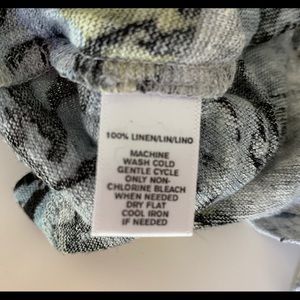 100% LINEN/LIN/LINO
MACHINE
WASH COLD
GENTLE CYCLE
ONLY NON-
CHLORINE BLEACH
WHEN NEEDED
DRY FLAT
COOL IRON
IF NEEDED